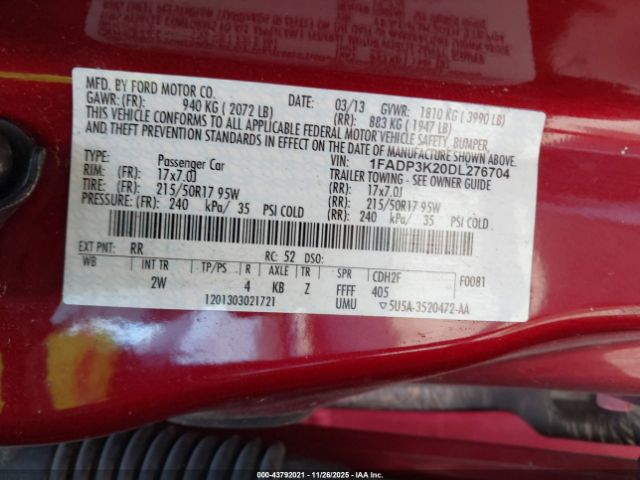 MFD. BY FORD MOTOR CO.
DATE: 03/13 GVWR: 1810 KG ( 3990 LB)
GAWR: (FR): 940 KG ( 2072 LB) (RR): 883 KG ( 1947 LB)
THIS VEHICLE CONFORMS TO ALL APPLICABLE FEDERAL MOTOR VEHICLE SAFETY, BUMPER,
AND THEFT PREVENTION STANDARDS IN EFFECT ON THE DATE OF MANUFACTURE SHOWN ABOVE.
TYPE: Passenger Car VIN: 1FADP3K20DL276704
RIM: (FR): 17x7.0J TRAILER TOWING - SEE OWNER GUIDE
(RR): 17x7.0J
TIRE: (FR): 215/50R17 95W (RR): 215/50R17 95W
PRESSURE: (FR): 240 kPa/ 35 PSI COLD (RR): 240 kPa/ 35 PSI COLD
EXT PNT: RR RC: 52 DSO: F0081
WB INT TR TP/PS R AXLE TR SPR CDH2F
2W 4 KB Z FFFF 405
1201303021721 UMU ▽5U5A-3520472-AA
000-43792021 | 11/26/2025 | IAA